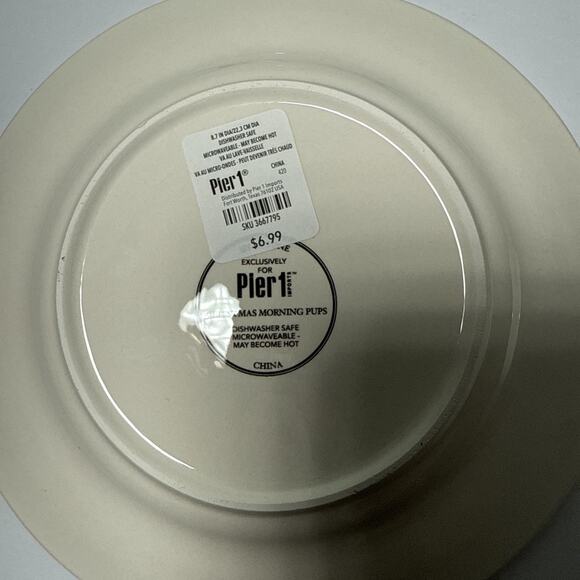 8.7 IN DIA/22.3 CM DIA
DISHWASHER SAFE
MICROWAVEABLE - MAY BECOME HOT
VA AU LAVE-VAISSELLE
VA AU MICRO-ONDES - PEUT DEVENIR TRÈS CHAUD
CHINA
Pier1® 420
Distributed by Pier 1 Imports
Fort Worth, Texas 76102 USA
SKU 3667795
$6.99
EXCLUSIVELY
FOR
Pier1 IMPORTS™
MORNING PUPS
DISHWASHER SAFE
MICROWAVEABLE -
MAY BECOME HOT
CHINA